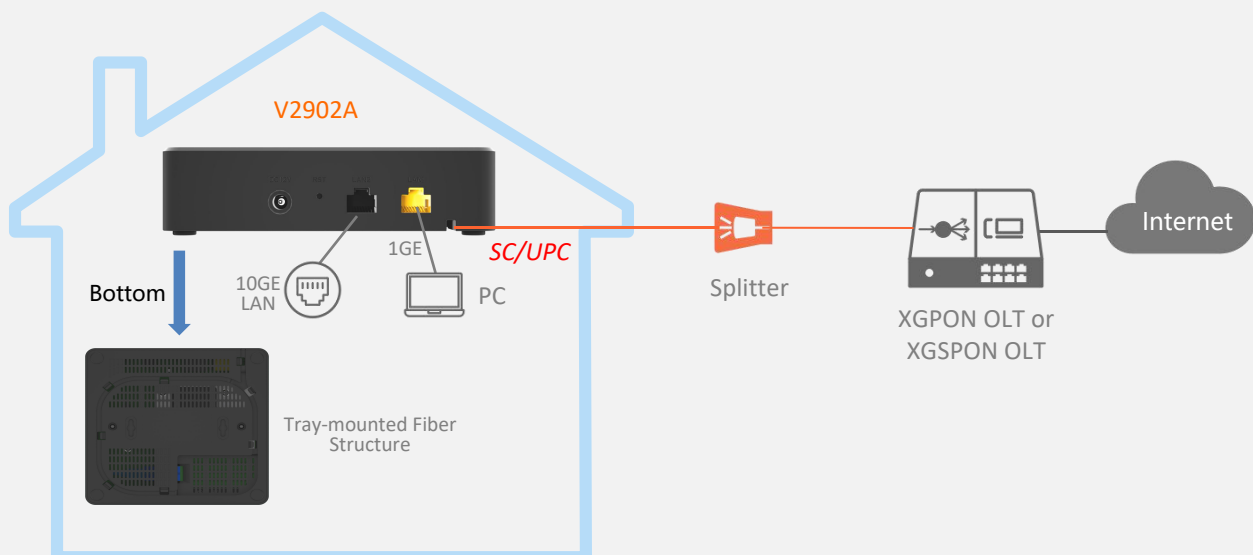 V2902A
1GE
SC/UPC
10GE
LAN
PC
Bottom
Tray-mounted Fiber
Structure
Splitter
XGPON OLT or
XGSPON OLT
Internet